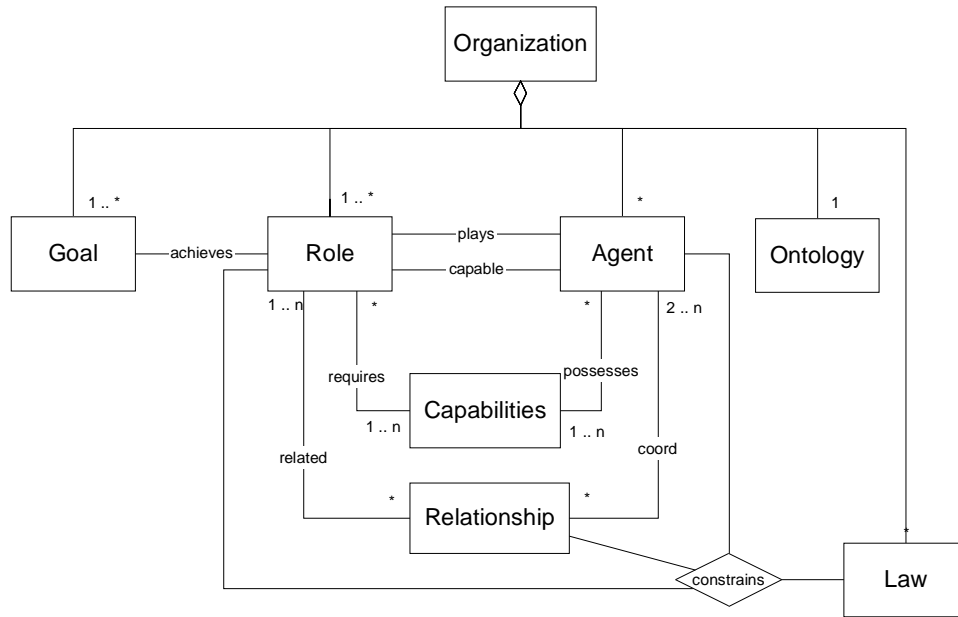 Organization
1 .. *
1 .. *
*
1
Goal
achieves
Role
plays
capable
Agent
Ontology
1 .. n
*
*
2 .. n
requires
possesses
Capabilities
1 .. n
1 .. n
related
coord
*
*
Relationship
*
constrains
Law